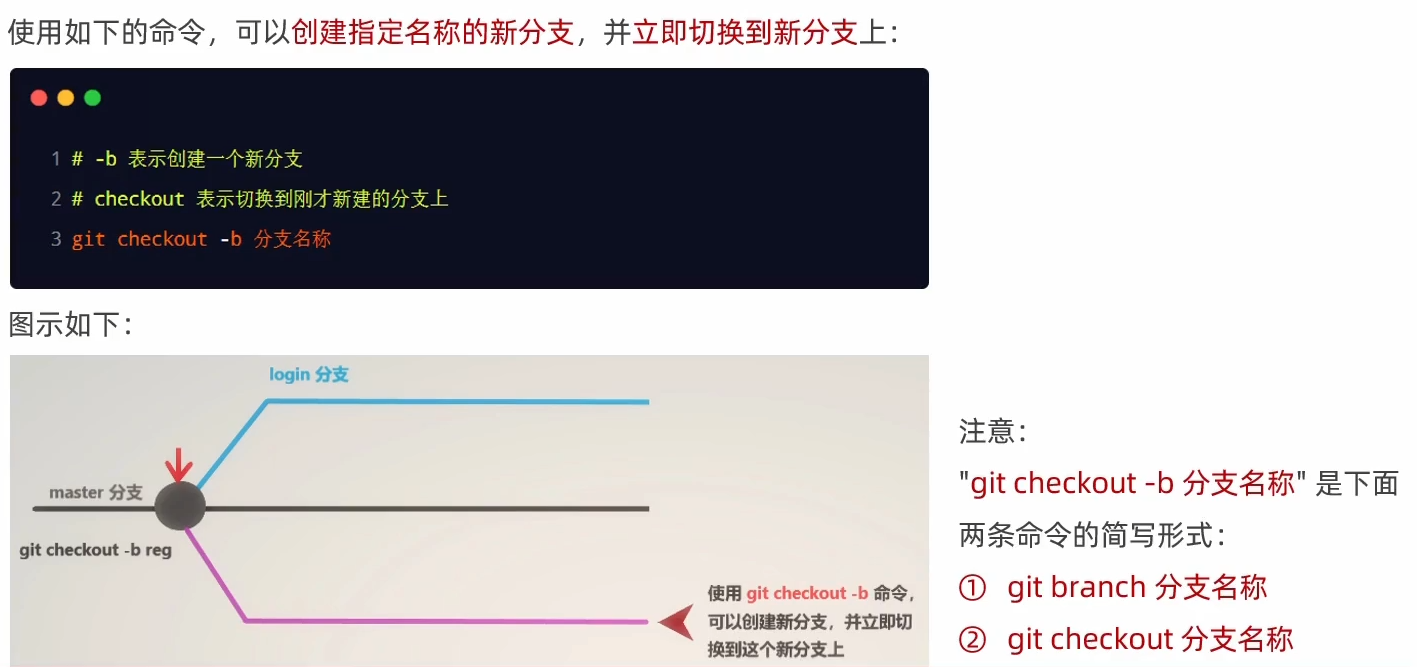 使用如下的命令，可以创建指定名称的新分支，并立即切换到新分支上：
1 # -b 表示创建一个新分支
2 # checkout 表示切换到刚才新建的分支上
3 git checkout -b 分支名称
图示如下：
login 分支
master 分支
git checkout -b reg
使用 git checkout -b 命令，
可以创建新分支，并立即切
换到这个新分支上
注意：
"git checkout -b 分支名称" 是下面
两条命令的简写形式：
① git branch 分支名称
② git checkout 分支名称